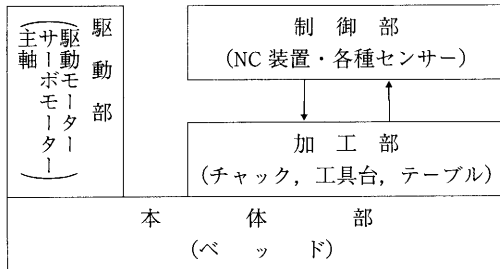 駆動部
(駆動モーター
サーボモーター
主軸)
制御部
(NC装置・各種センサー)
加工部
(チャック，工具台，テーブル)
本体部
(ベッド)